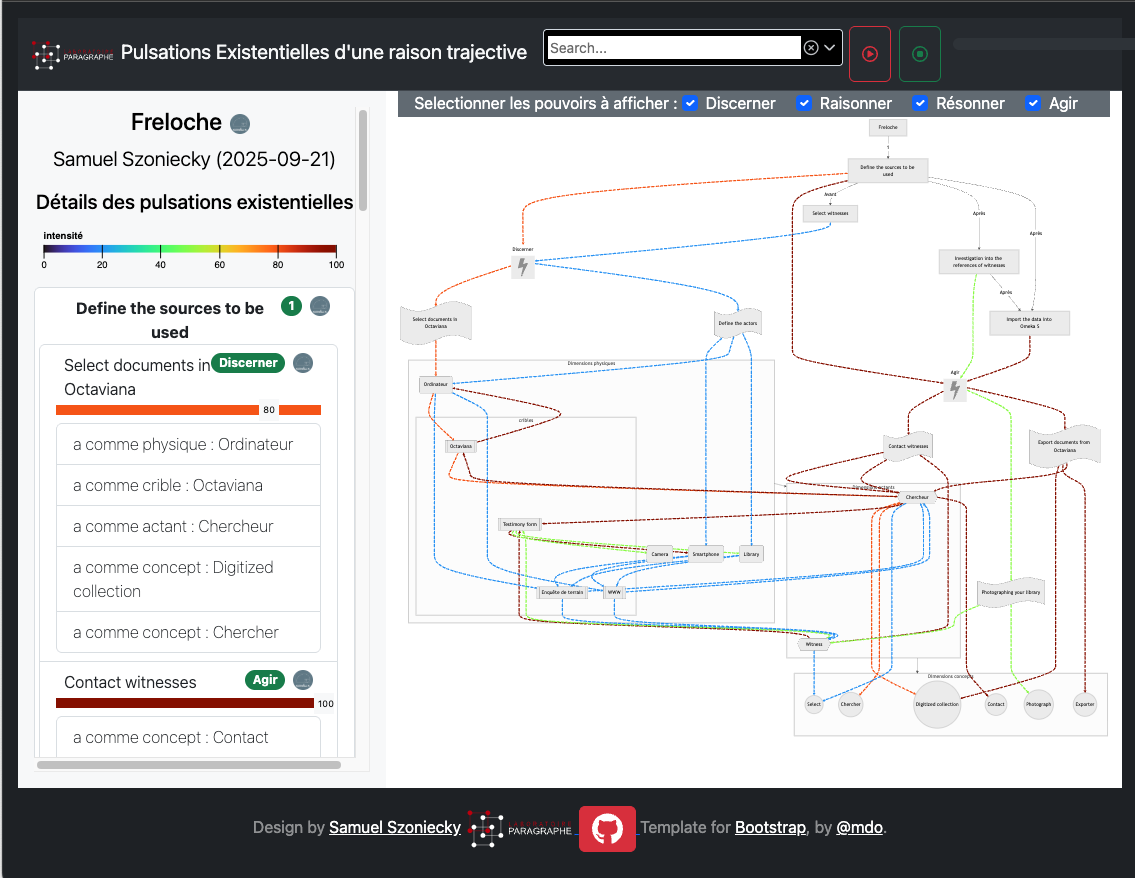 PARAGRAPHE
Pulsations Existentielles d'une raison trajective
Search...
Freloche
Samuel Szoniecky (2025-09-21)
Détails des pulsations existentielles
intensité
0 20 40 60 80 100
Define the sources to be
used
1
Select documents in
Octaviana
Discerner
80
a comme physique : Ordinateur
a comme crible : Octaviana
a comme actant : Chercheur
a comme concept : Digitized
collection
a comme concept : Chercher
Contact witnesses
Agir
100
a comme concept : Contact
Selectionner les pouvoirs à afficher : Discerner Raisonner Résonner Agir
Freloche
Define the sources to be
used
Avant
Select witnesses
Après
Après
Discerner
Investigation into the
references of witnesses
Après
Select documents in
Octaviana
Define the actors
Import the data into
Omeka S
Dimensions physiques
Agir
Ordinateur
cribles
Octaviana
Contact witnesses
Export documents from
Octaviana
Chercheur
Testimony form
Camera
Smartphone
Library
Enquête de terrain
WWW
Photographing your library
Witness
Dimensions concepts
Select
Chercher
Digitized collection
Contact
Photograph
Exporter
Design by Samuel Szoniecky LABORATOIRE PARAGRAPHE Template for Bootstrap, by @mdo.